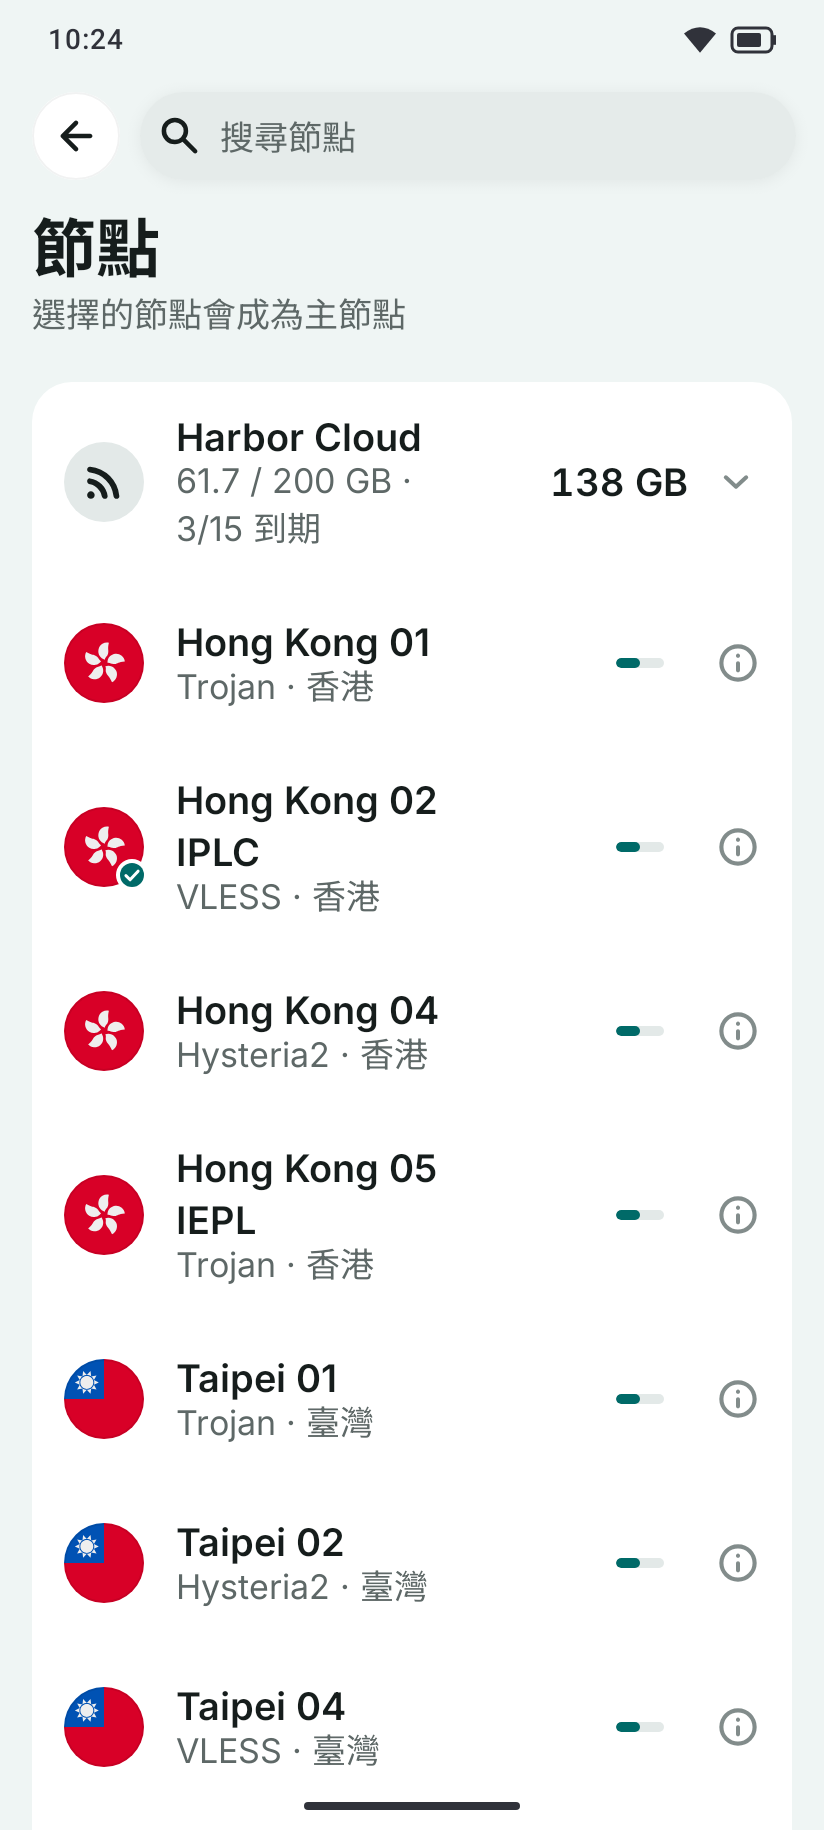 10:24
搜尋節點
節點
選擇的節點會成為主節點
Harbor Cloud
61.7 / 200 GB ·
3/15 到期
138 GB
Hong Kong 01
Trojan · 香港
Hong Kong 02
IPLC
VLESS · 香港
Hong Kong 04
Hysteria2 · 香港
Hong Kong 05
IEPL
Trojan · 香港
Taipei 01
Trojan · 臺灣
Taipei 02
Hysteria2 · 臺灣
Taipei 04
VLESS · 臺灣